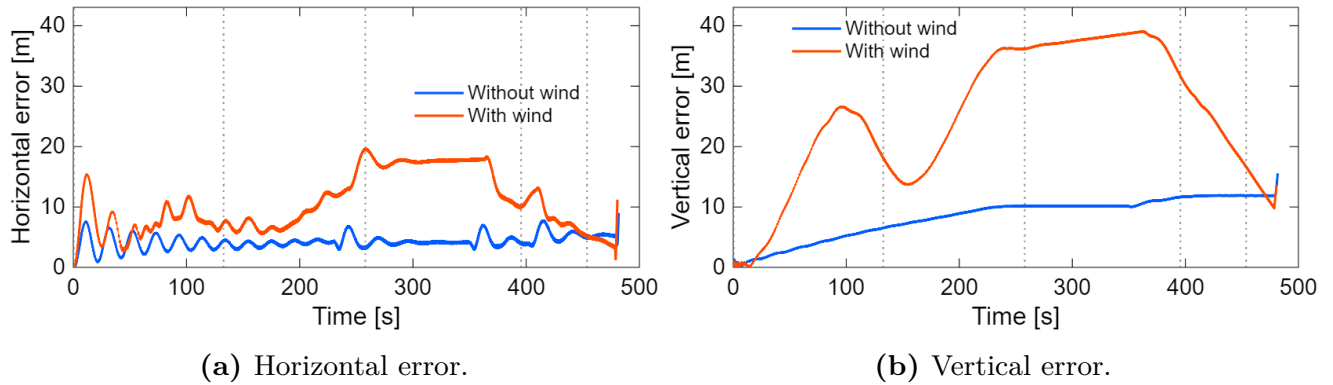 Horizontal error [m]
40
30
20
10
0
Without wind
With wind
0 100 200 300 400 500
Time [s]
(a) Horizontal error.
Vertical error [m]
40
30
20
10
0
Without wind
With wind
0 100 200 300 400 500
Time [s]
(b) Vertical error.